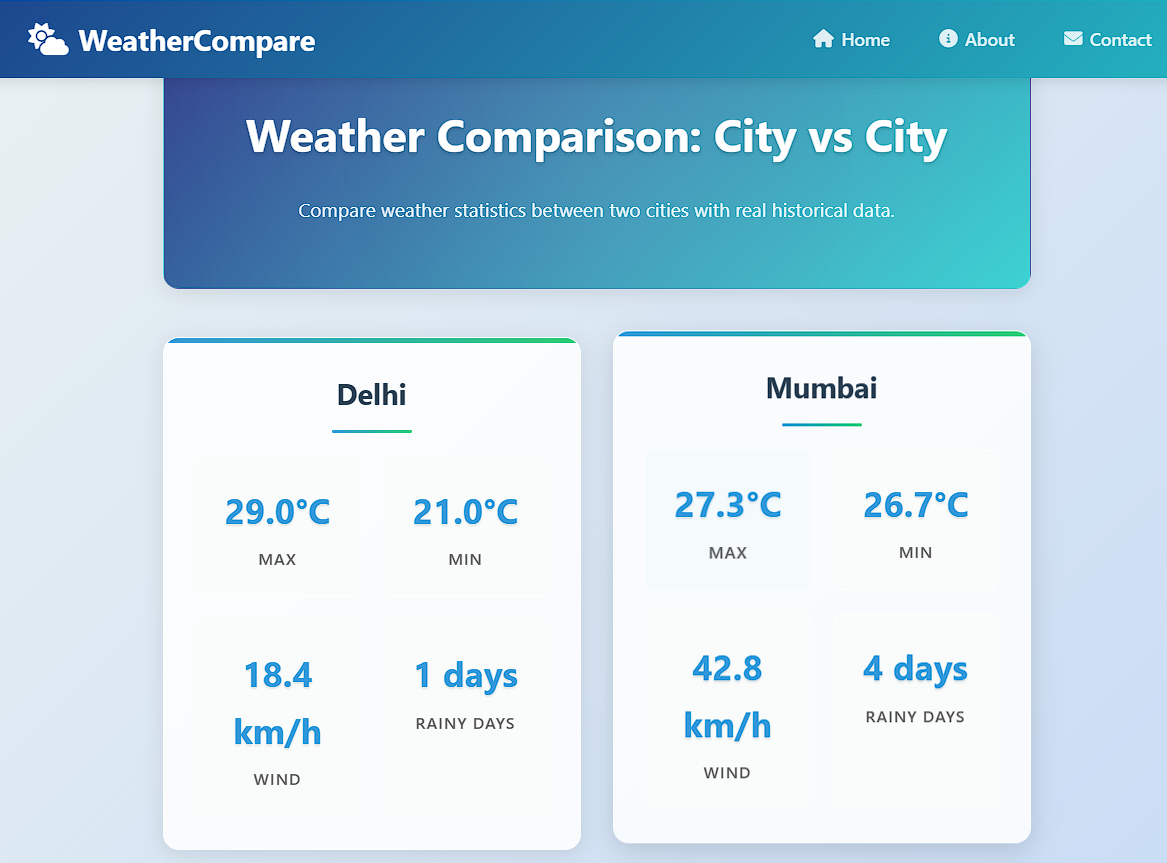 WeatherCompare
Home
About
Contact
Weather Comparison: City vs City
Compare weather statistics between two cities with real historical data.
Delhi
29.0°C
MAX
21.0°C
MIN
18.4
km/h
WIND
1 days
RAINY DAYS
Mumbai
27.3°C
MAX
26.7°C
MIN
42.8
km/h
WIND
4 days
RAINY DAYS